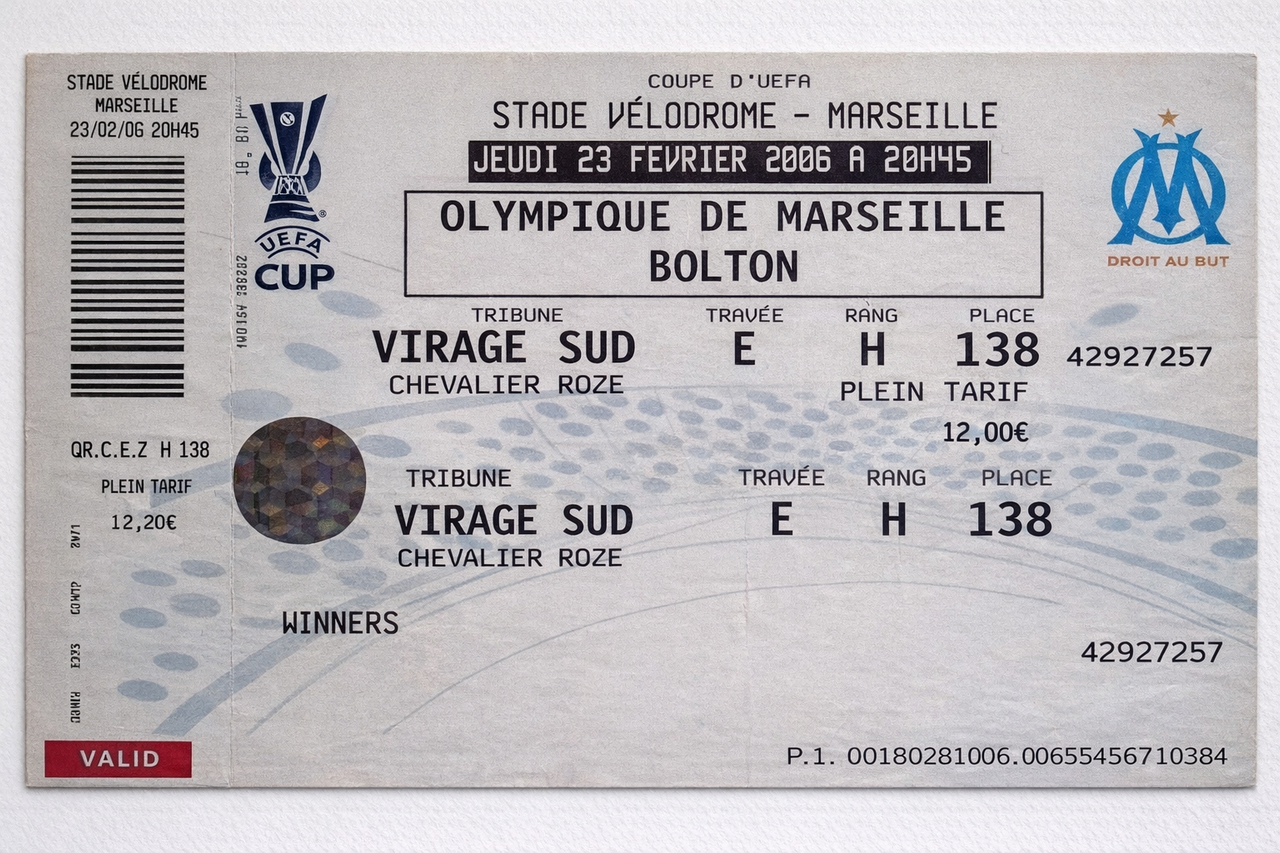 STADE VÉLODROME
MARSEILLE
23/02/06 20H45
QR.C.E.Z H 138
PLEIN TARIF
12,20€
VALID
UEFA
CUP
COUPE D'UEFA
STADE VÉLODROME - MARSEILLE
JEUDI 23 FEVRIER 2006 A 20H45
OLYMPIQUE DE MARSEILLE
BOLTON
DROIT AU BUT
TRIBUNE TRAVÉE RANG PLACE
VIRAGE SUD E H 138 42927257
CHEVALIER ROZE PLEIN TARIF
12,00€
TRIBUNE TRAVÉE RANG PLACE
VIRAGE SUD E H 138
CHEVALIER ROZE
WINNERS
42927257
P.1. 00180281006.00655456710384